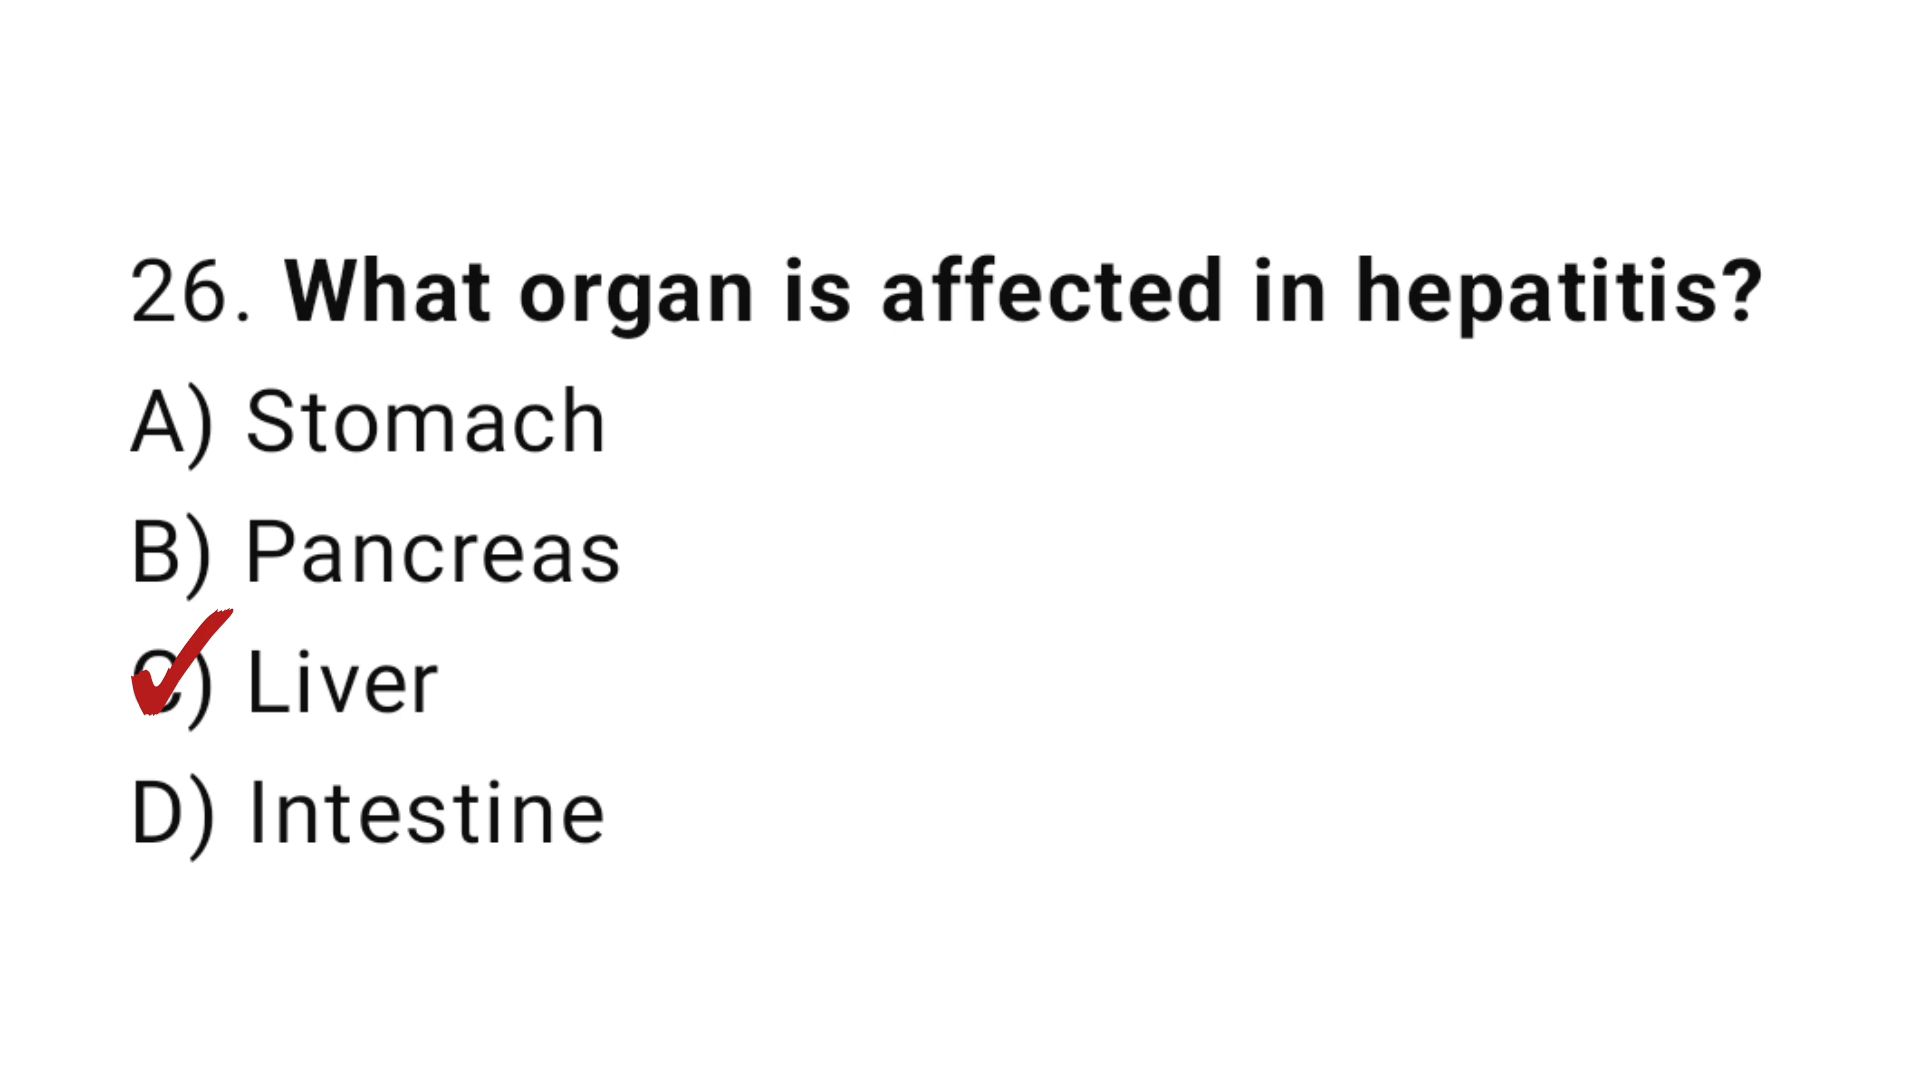 26. What organ is affected in hepatitis?
A) Stomach
B) Pancreas
C) Liver
D) Intestine